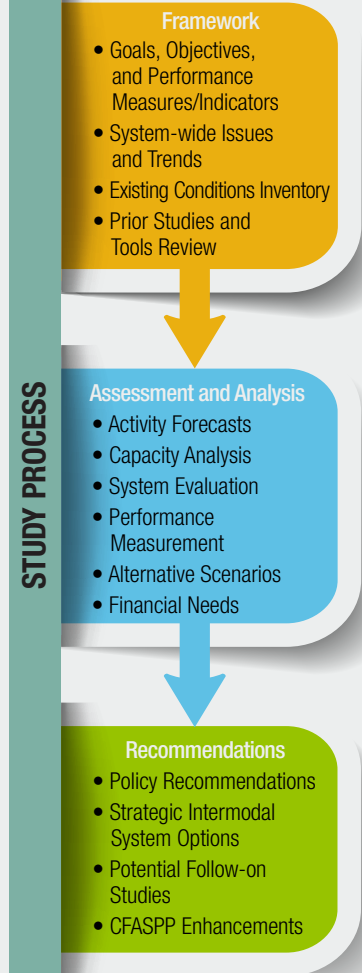 STUDY PROCESS
Framework
• Goals, Objectives,
and Performance
Measures/Indicators
• System-wide Issues
and Trends
• Existing Conditions Inventory
• Prior Studies and
Tools Review
Assessment and Analysis
• Activity Forecasts
• Capacity Analysis
• System Evaluation
• Performance
Measurement
• Alternative Scenarios
• Financial Needs
Recommendations
• Policy Recommendations
• Strategic Intermodal
System Options
• Potential Follow-on
Studies
• CFASPP Enhancements